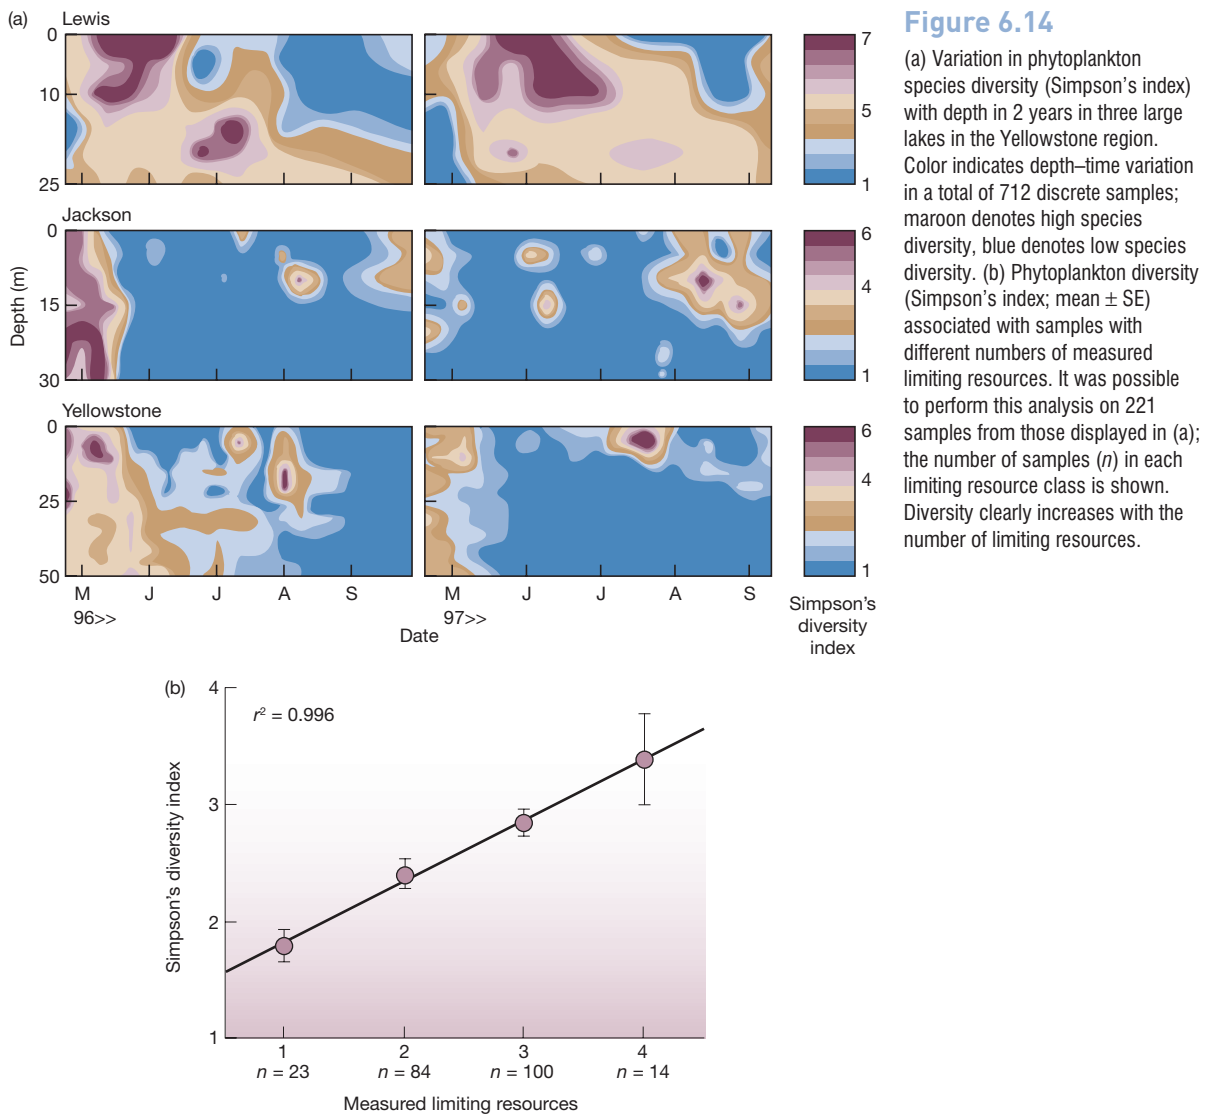 (a)
Lewis
0
10
25
7
5
1
Jackson
0
15
30
Depth (m)
6
4
1
Yellowstone
0
25
50
6
4
1
M J J A S
M J J A S
96>>
97>>
Date
Simpson's
diversity
index
Figure 6.14
(a) Variation in phytoplankton
species diversity (Simpson's index)
with depth in 2 years in three large
lakes in the Yellowstone region.
Color indicates depth–time variation
in a total of 712 discrete samples;
maroon denotes high species
diversity, blue denotes low species
diversity. (b) Phytoplankton diversity
(Simpson's index; mean ± SE)
associated with samples with
different numbers of measured
limiting resources. It was possible
to perform this analysis on 221
samples from those displayed in (a);
the number of samples (n) in each
limiting resource class is shown.
Diversity clearly increases with the
number of limiting resources.
(b)
4
3
2
1
r² = 0.996
Simpson's diversity index
1 2 3 4
n = 23 n = 84 n = 100 n = 14
Measured limiting resources